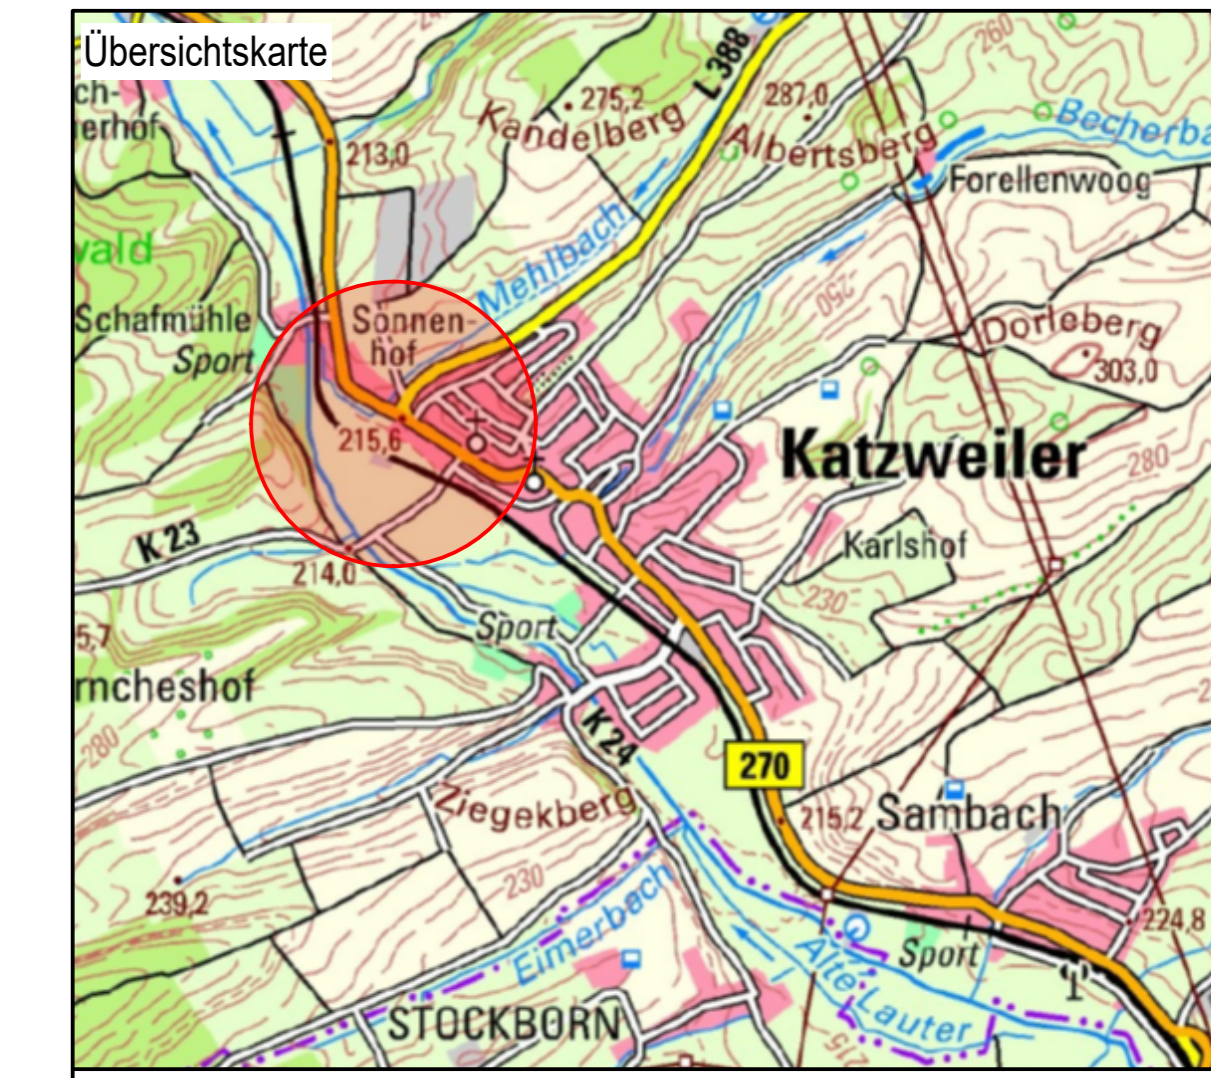 Übersichtskarte
L 388
260
ch-
erhof
275,2
Kandelberg
287,0
Albertsberg
Becherba
213,0
Forellenwoog
wald
Mehlbach
250
Schafmühle
Sonnen-
hof
Sport
Dorleberg
303,0
215,6
Katzweiler
280
K 23
Karlshof
214,0
230
5,7
Sport
rncheshof
280
K 24
270
Ziegekberg
215,2
Sambach
239,2
230
224,8
Eimerbach
Sport
Alte Lauter
STOCKBORN
215